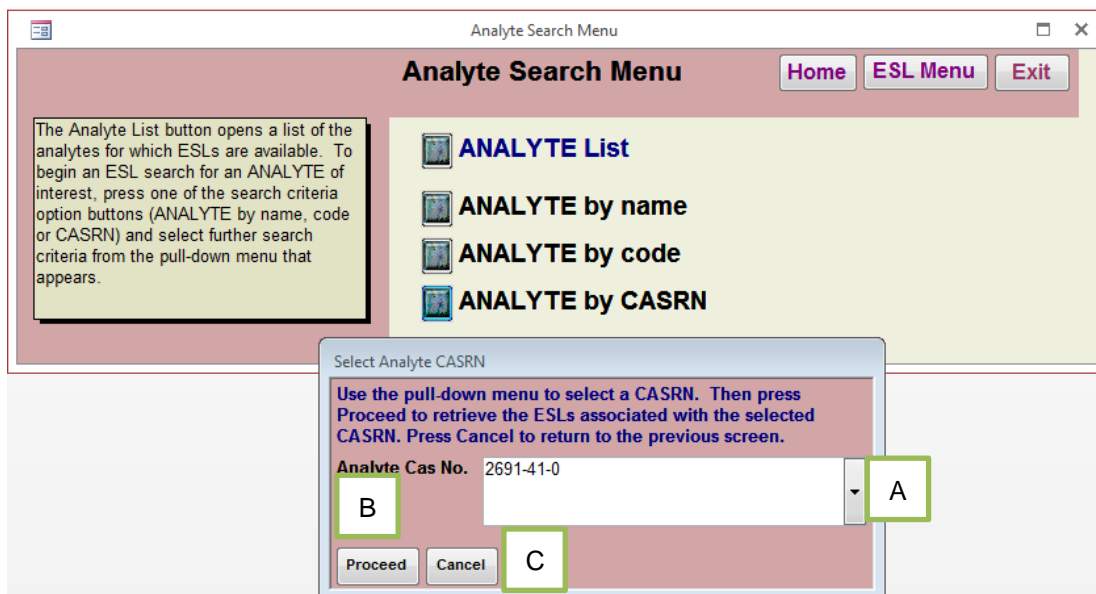 Analyte Search Menu
Analyte Search Menu
Home
ESL Menu
Exit
The Analyte List button opens a list of the
analytes for which ESLs are available. To
begin an ESL search for an ANALYTE of
interest, press one of the search criteria
option buttons (ANALYTE by name, code
or CASRN) and select further search
criteria from the pull-down menu that
appears.
ANALYTE List
ANALYTE by name
ANALYTE by code
ANALYTE by CASRN
Select Analyte CASRN
Use the pull-down menu to select a CASRN. Then press
Proceed to retrieve the ESLs associated with the selected
CASRN. Press Cancel to return to the previous screen.
Analyte Cas No.
2691-41-0
A
B
Proceed
Cancel
C